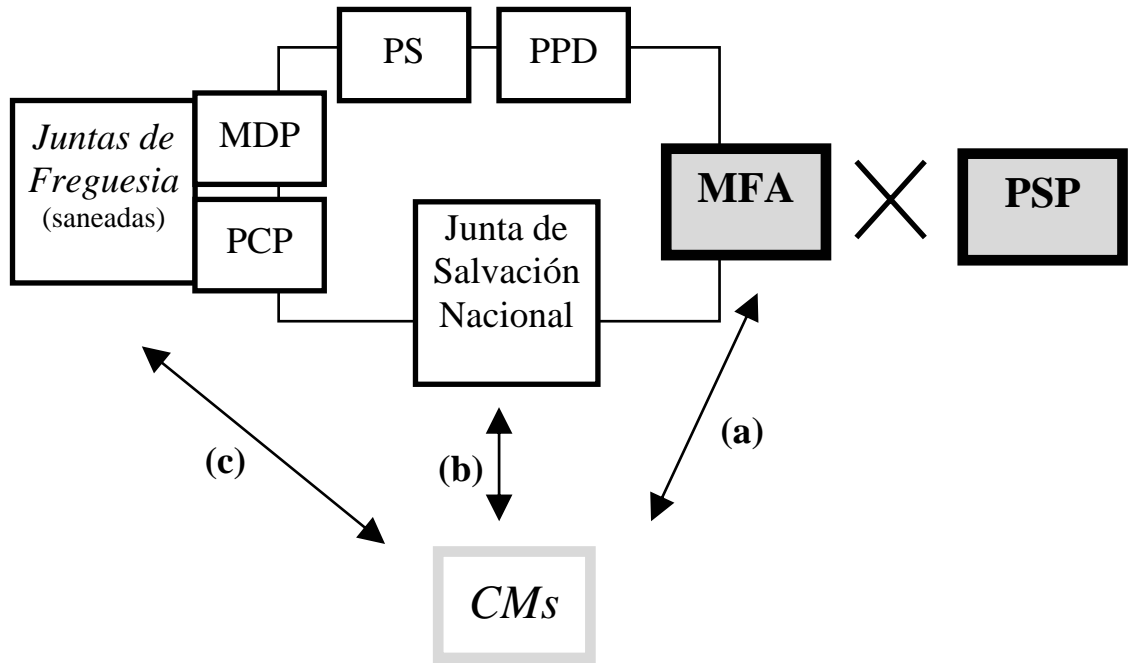 PS
PPD
Juntas de
Freguesia
(saneadas)
MDP
PCP
Junta de
Salvación
Nacional
MFA
PSP
(c)
(b)
(a)
CMs